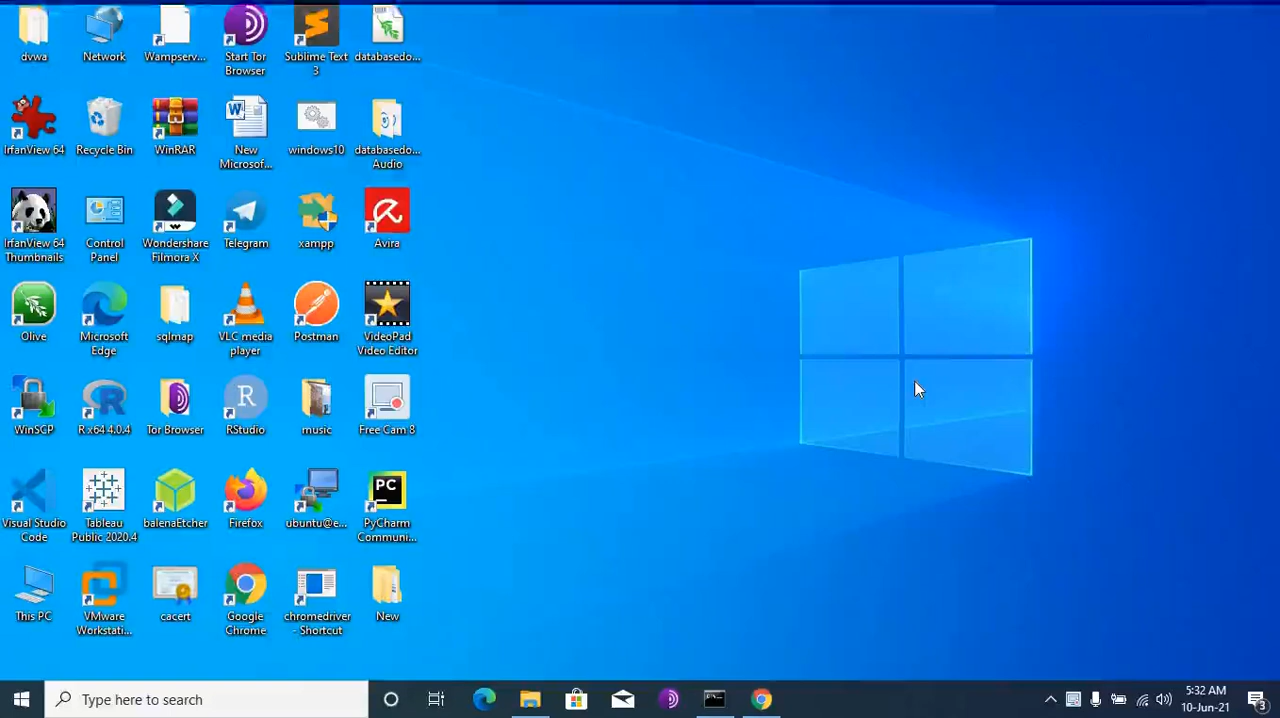 dvwa
Network
Wampserv...
Start Tor
Browser
Sublime Text
3
databasedo...
IrfanView 64
Recycle Bin
WinRAR
New
Microsof...
windows10
databasedo...
Audio
IrfanView 64
Thumbnails
Control
Panel
Wondershare
Filmora X
Telegram
xampp
Avira
Olive
Microsoft
Edge
sqlmap
VLC media
player
Postman
VideoPad
Video Editor
WinSCP
R x64 4.0.4
Tor Browser
R
RStudio
music
Free Cam 8
Visual Studio
Code
Tableau
Public 2020.4
balenaEtcher
Firefox
ubuntu@e...
PC
PyCharm
Communi...
This PC
VMware
Workstati...
cacert
Google
Chrome
chromedriver
- Shortcut
New
Type here to search
5:32 AM
10-Jun-21
3